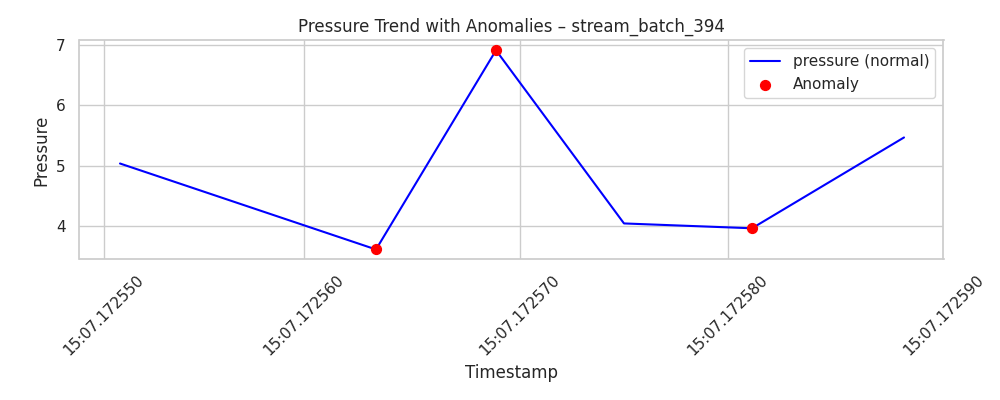 Pressure Trend with Anomalies – stream_batch_394
pressure (normal)
Anomaly
Pressure
7
6
5
4
15:07.172550
15:07.172560
15:07.172570
15:07.172580
15:07.172590
Timestamp